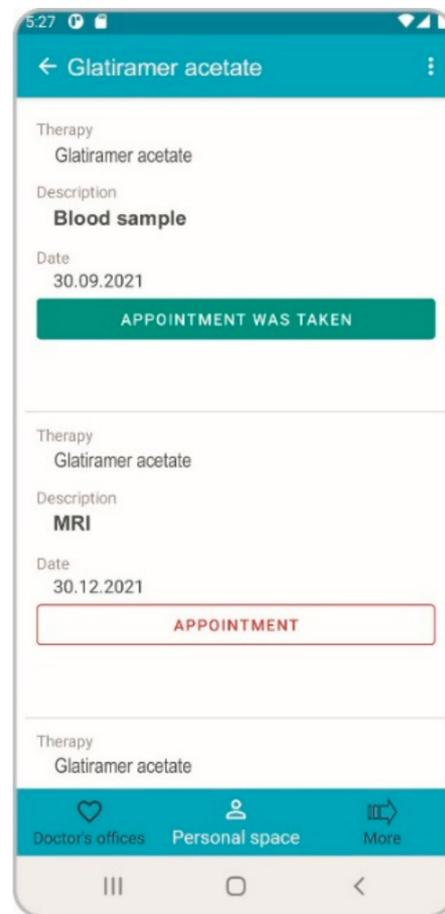 5:27
Glatiramer acetate
Therapy
Glatiramer acetate
Description
Blood sample
Date
30.09.2021
APPOINTMENT WAS TAKEN
Therapy
Glatiramer acetate
Description
MRI
Date
30.12.2021
APPOINTMENT
Therapy
Glatiramer acetate
Doctor's offices Personal space More